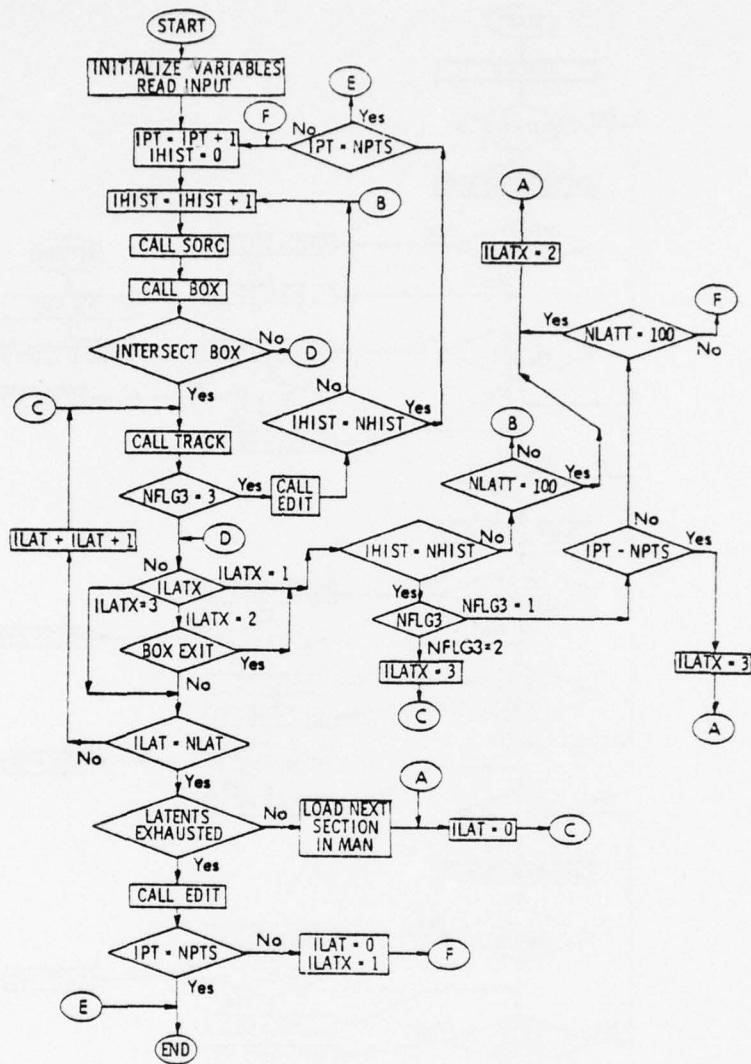 START
INITIALIZE VARIABLES
READ INPUT
E
F
No
Yes
IPT = IPT + 1
IHIST = 0
IPT = NPTS
IHIST = IHIST + 1
B
A
CALL SORC
ILATX = 2
CALL BOX
F
INTERSECT BOX
No
D
Yes
NLATT = 100
No
Yes
No
C
IHIST = NHIST
Yes
B
CALL TRACK
No
NFLG3 = 3
Yes
CALL
EDIT
NLATT = 100
Yes
D
ILAT + ILAT + 1
IHIST = NHIST
No
IPT - NPTS
No
Yes
No
ILATX
ILATX = 1
Yes
ILATX=3
ILATX = 2
NFLG3
NFLG3 = 1
BOX EXIT
Yes
NFLG3=2
No
ILATX = 3
ILATX = 3
C
A
ILAT = NLAT
No
Yes
A
LATENTS
EXHAUSTED
No
LOAD NEXT
SECTION
IN MAN
ILAT = 0
C
Yes
CALL EDIT
IPT = NPTS
No
ILAT = 0
ILATX = 1
F
Yes
E
END